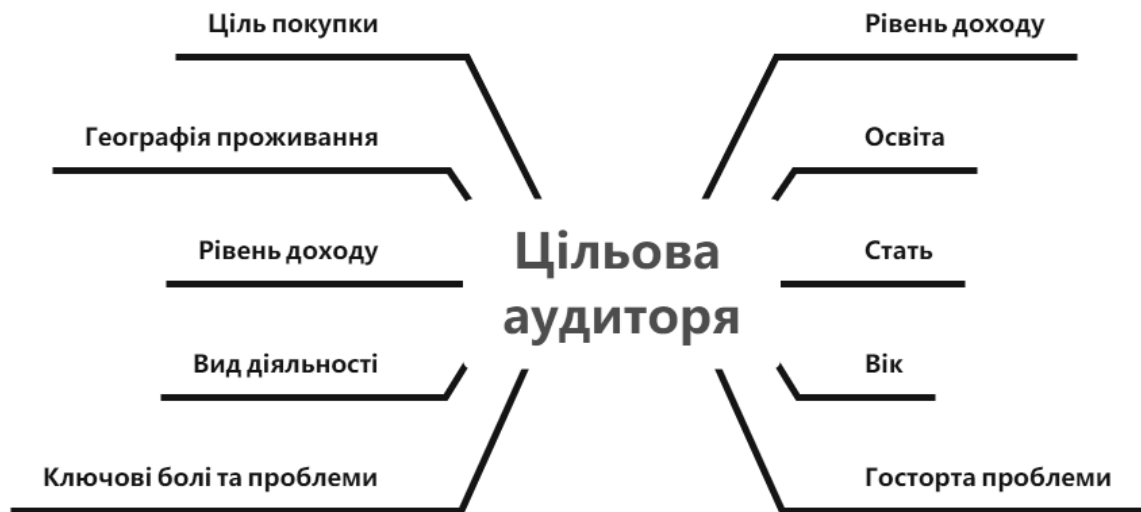 Ціль покупки
Рівень доходу
Географія проживання
Освіта
Рівень доходу
Стать
Цільова
аудиторя
Вид діяльності
Вік
Ключові болі та проблеми
Госторта проблеми